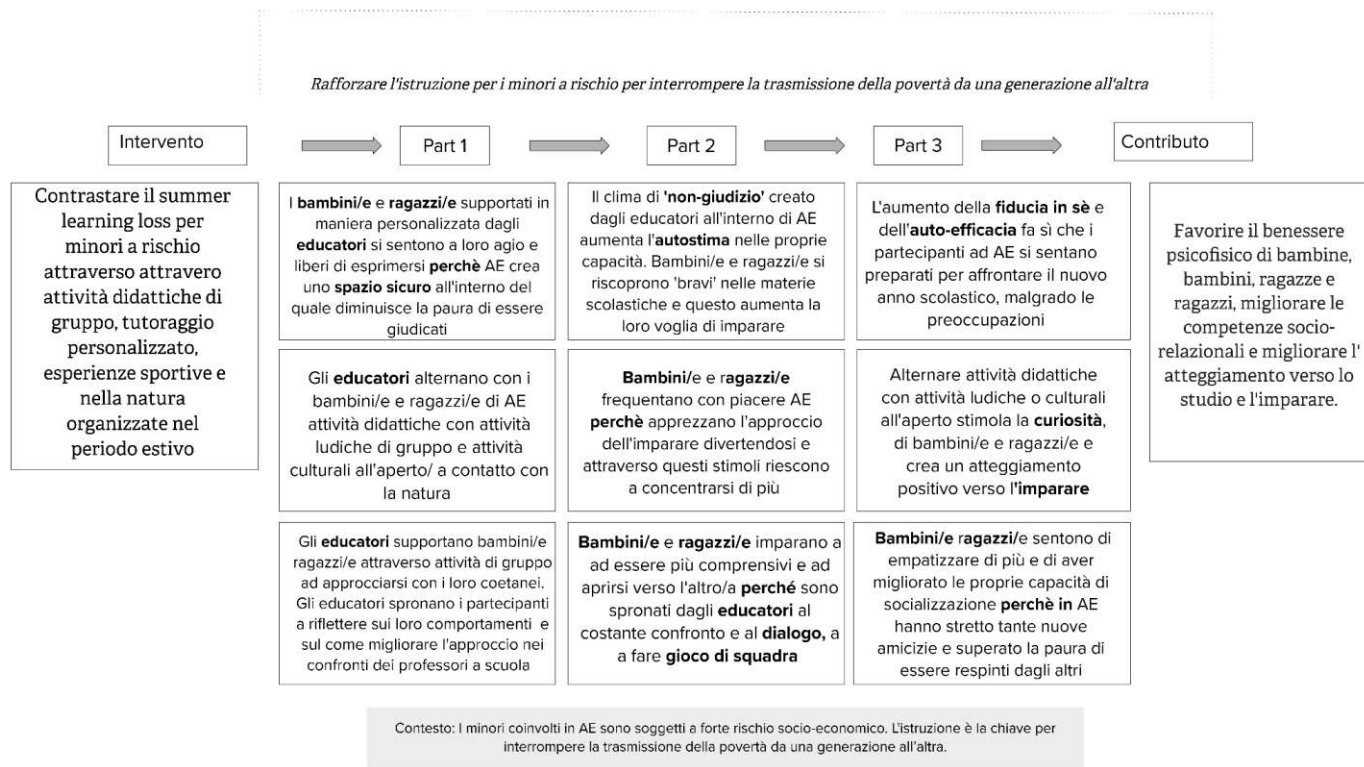 Rafforzare l'istruzione per i minori a rischio per interrompere la trasmissione della povertà da una generazione all'altra
Intervento
Part 1
Part 2
Part 3
Contributo
Contrastare il summer
learning loss per
minori a rischio
attraverso attravero
attività didattiche di
gruppo, tutoraggio
personalizzato,
esperienze sportive e
nella natura
organizzate nel
periodo estivo
I bambini/e e ragazzi/e supportati in
maniera personalizzata dagli
educatori si sentono a loro agio e
liberi di esprimersi perchè AE crea
uno spazio sicuro all'interno del
quale diminuisce la paura di essere
giudicati
Il clima di 'non-giudizio' creato
dagli educatori all'interno di AE
aumenta l'autostima nelle proprie
capacità. Bambini/e e ragazzi/e si
riscoprono 'bravi' nelle materie
scolastiche e questo aumenta la
loro voglia di imparare
L'aumento della fiducia in sè e
dell'auto-efficacia fa sì che i
partecipanti ad AE si sentano
preparati per affrontare il nuovo
anno scolastico, malgrado le
preoccupazioni
Favorire il benessere
psicofisico di bambine,
bambini, ragazze e
ragazzi, migliorare le
competenze socio-
relazionali e migliorare l'
atteggiamento verso lo
studio e l'imparare.
Gli educatori alternano con i
bambini/e e ragazzi/e di AE
attività didattiche con attività
ludiche di gruppo e attività
culturali all'aperto/ a contatto con
la natura
Bambini/e e ragazzi/e
frequentano con piacere AE
perchè apprezzano l'approccio
dell'imparare divertendosi e
attraverso questi stimoli riescono
a concentrarsi di più
Alternare attività didattiche
con attività ludiche o culturali
all'aperto stimola la curiosità,
di bambini/e e ragazzi/e e
crea un atteggiamento
positivo verso l'imparare
Gli educatori supportano bambini/e
ragazzi/e attraverso attività di gruppo
ad approcciarsi con i loro coetanei.
Gli educatori spronano i partecipanti
a riflettere sui loro comportamenti e
sul come migliorare l'approccio nei
confronti dei professori a scuola
Bambini/e e ragazzi/e imparano a
ad essere più comprensivi e ad
aprirsi verso l'altro/a perché sono
spronati dagli educatori al
costante confronto e al dialogo, a
a fare gioco di squadra
Bambini/e ragazzi/e sentono di
empatizzare di più e di aver
migliorato le proprie capacità di
socializzazione perchè in AE
hanno stretto tante nuove
amicizie e superato la paura di
essere respinti dagli altri
Contesto: I minori coinvolti in AE sono soggetti a forte rischio socio-economico. L'istruzione è la chiave per
interrompere la trasmissione della povertà da una generazione all'altra.